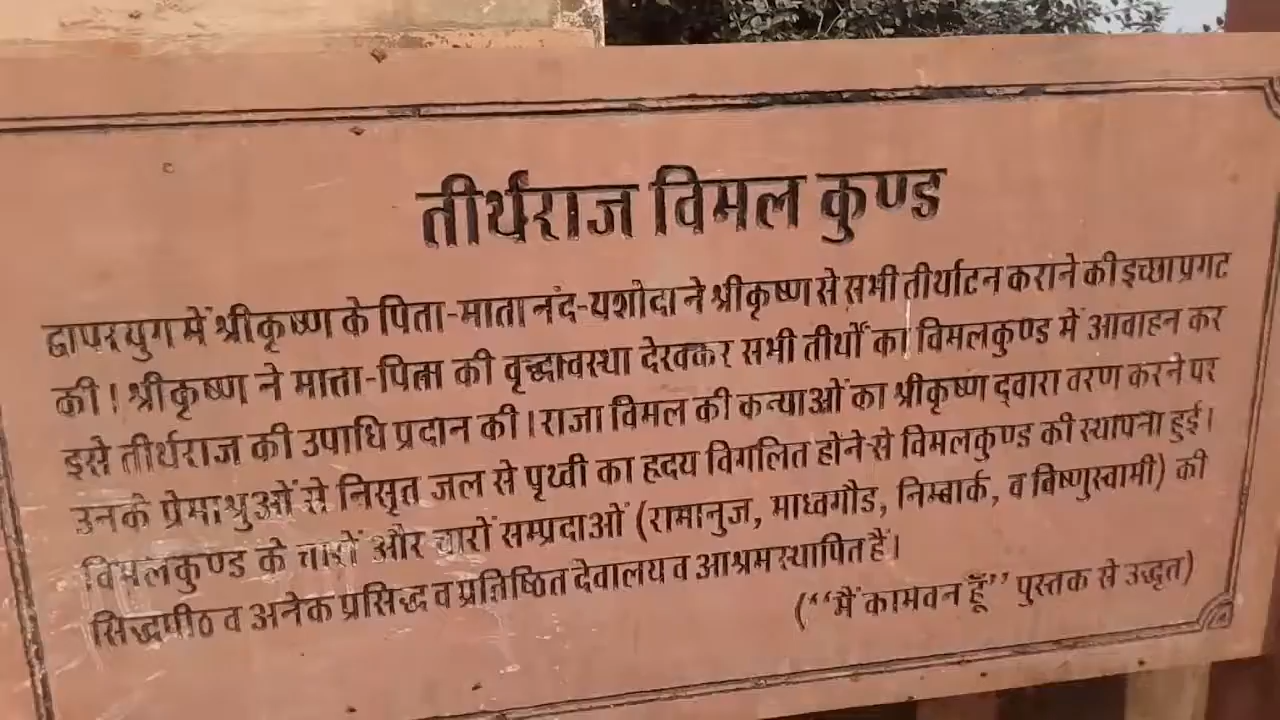 तीर्थराज विमल कुण्ड
द्वापरयुग में श्रीकृष्ण के पिता-माता नंद-यशोदा ने श्रीकृष्ण से सभी तीर्थाटन कराने की इच्छा प्रगट
की। श्रीकृष्ण ने माता-पिता की वृद्धावस्था देखकर सभी तीर्थों का विमलकुण्ड में आवाहन कर
इसे तीर्थराज की उपाधि प्रदान की। राजा विमल की कन्याओं का श्रीकृष्ण द्वारा वरण करने पर
उनके प्रेमाश्रुओं से निसृत जल से पृथ्वी का ह्रदय विगलित होने से विमलकुण्ड की स्थापना हुई।
विमलकुण्ड के चारों और चारों सम्प्रदाओं (रामानुज, माध्वगौड, निम्बार्क, व विष्णुस्वामी) की
सिद्धपीठ व अनेक प्रसिद्ध व प्रतिष्ठित देवालय व आश्रम स्थापित हैं।
(“मैं कामवन हूँ” पुस्तक से उद्धृत)